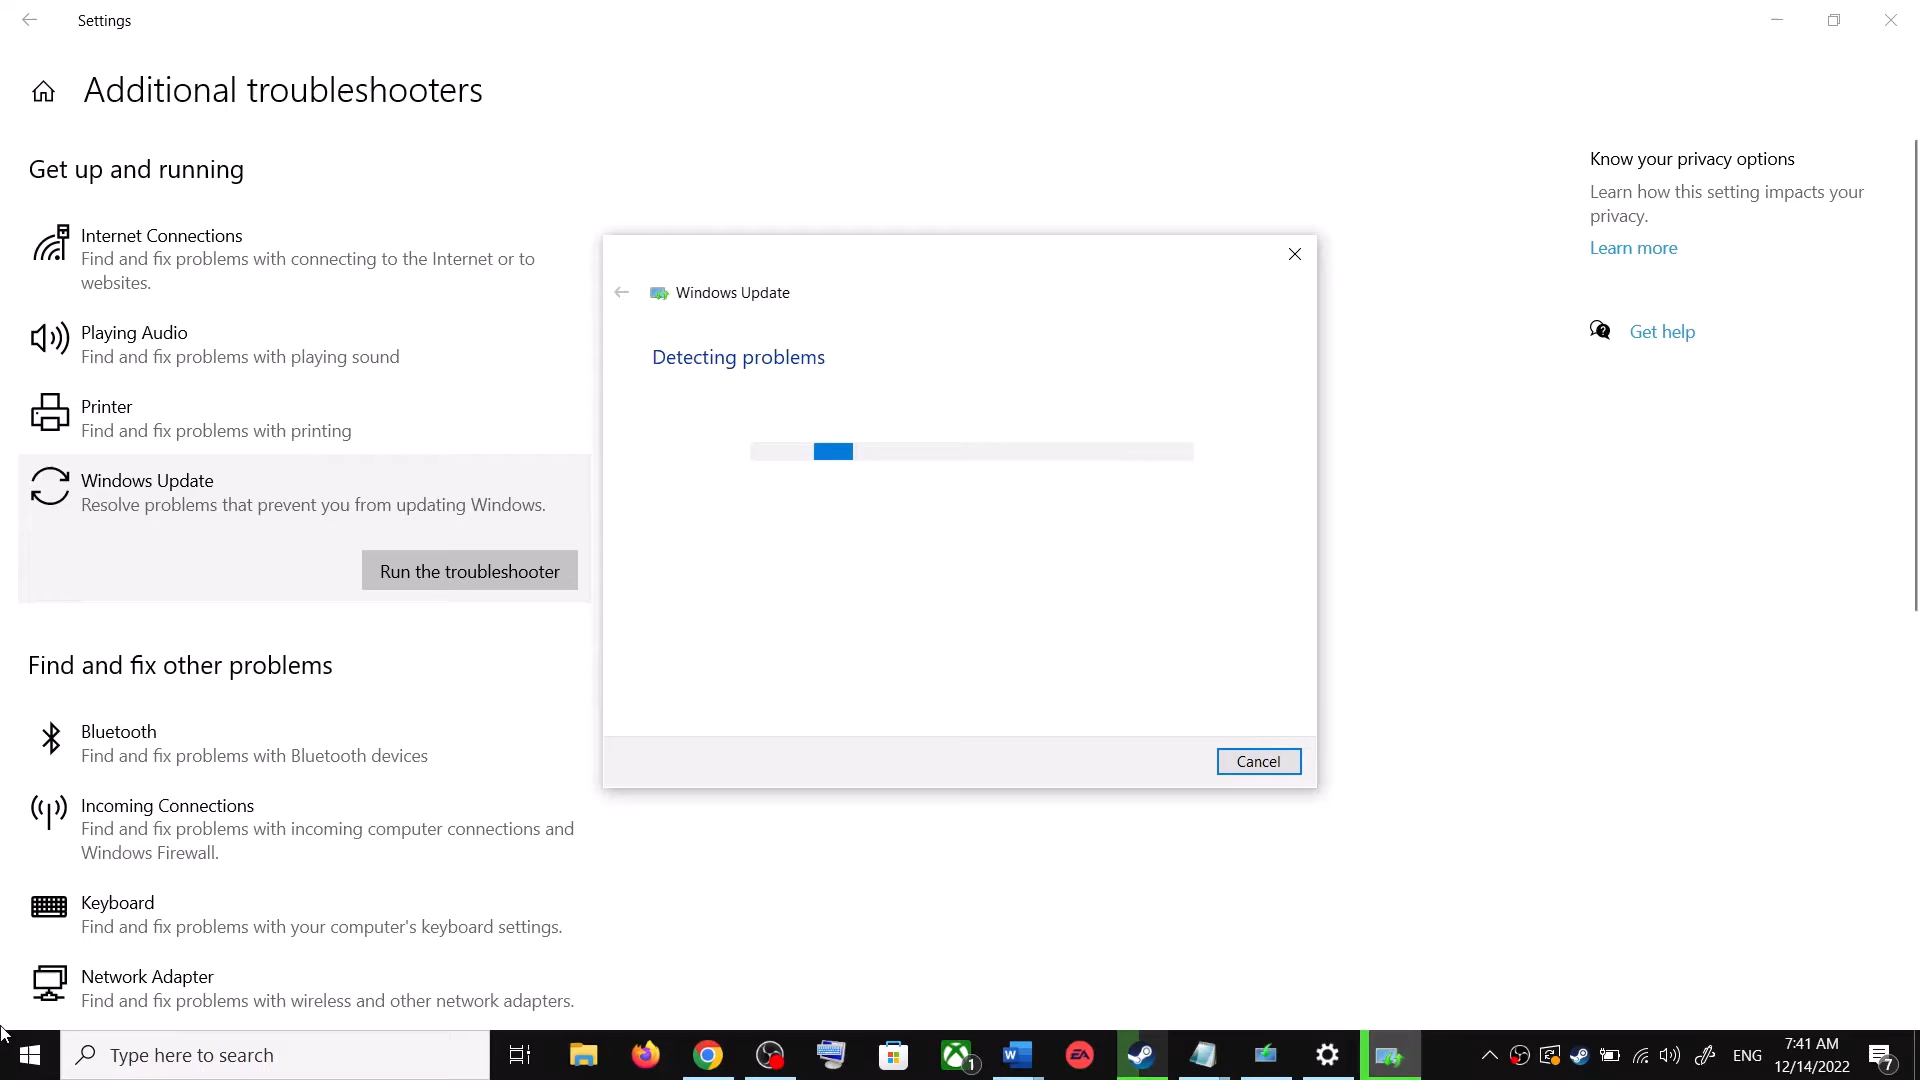 Settings
Additional troubleshooters
Get up and running
Internet Connections
Find and fix problems with connecting to the Internet or to
websites.
Playing Audio
Find and fix problems with playing sound
Printer
Find and fix problems with printing
Windows Update
Resolve problems that prevent you from updating Windows.
Run the troubleshooter
Find and fix other problems
Bluetooth
Find and fix problems with Bluetooth devices
Incoming Connections
Find and fix problems with incoming computer connections and
Windows Firewall.
Keyboard
Find and fix problems with your computer's keyboard settings.
Network Adapter
Find and fix problems with wireless and other network adapters.
Windows Update
Detecting problems
Cancel
Know your privacy options
Learn how this setting impacts your
privacy.
Learn more
Get help
Type here to search
1
W
EA
ENG
7:41 AM
12/14/2022
7